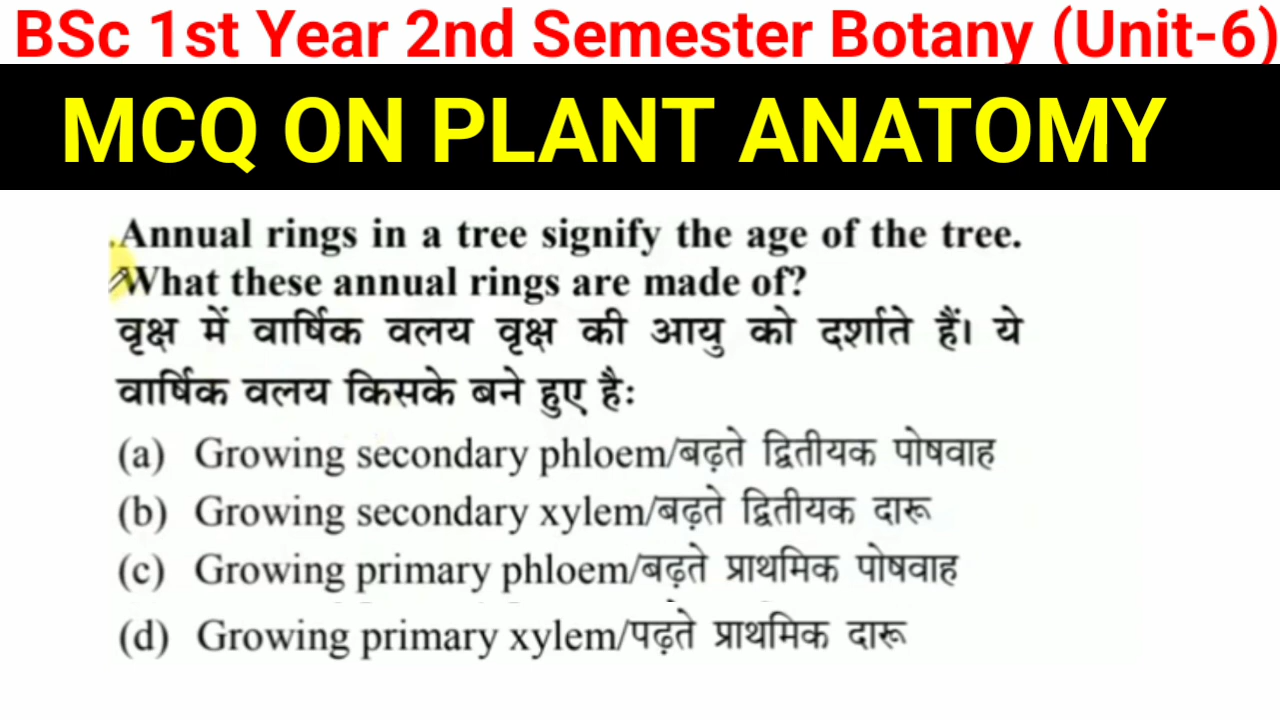 BSc 1st Year 2nd Semester Botany (Unit-6)
MCQ ON PLANT ANATOMY
.Annual rings in a tree signify the age of the tree.
What these annual rings are made of?
वृक्ष में वार्षिक वलय वृक्ष की आयु को दर्शाते हैं। ये
वार्षिक वलय किसके बने हुए है:
(a) Growing secondary phloem/बढ़ते द्वितीयक पोषवाह
(b) Growing secondary xylem/बढ़ते द्वितीयक दारू
(c) Growing primary phloem/बढ़ते प्राथमिक पोषवाह
(d) Growing primary xylem/पढ़ते प्राथमिक दारू